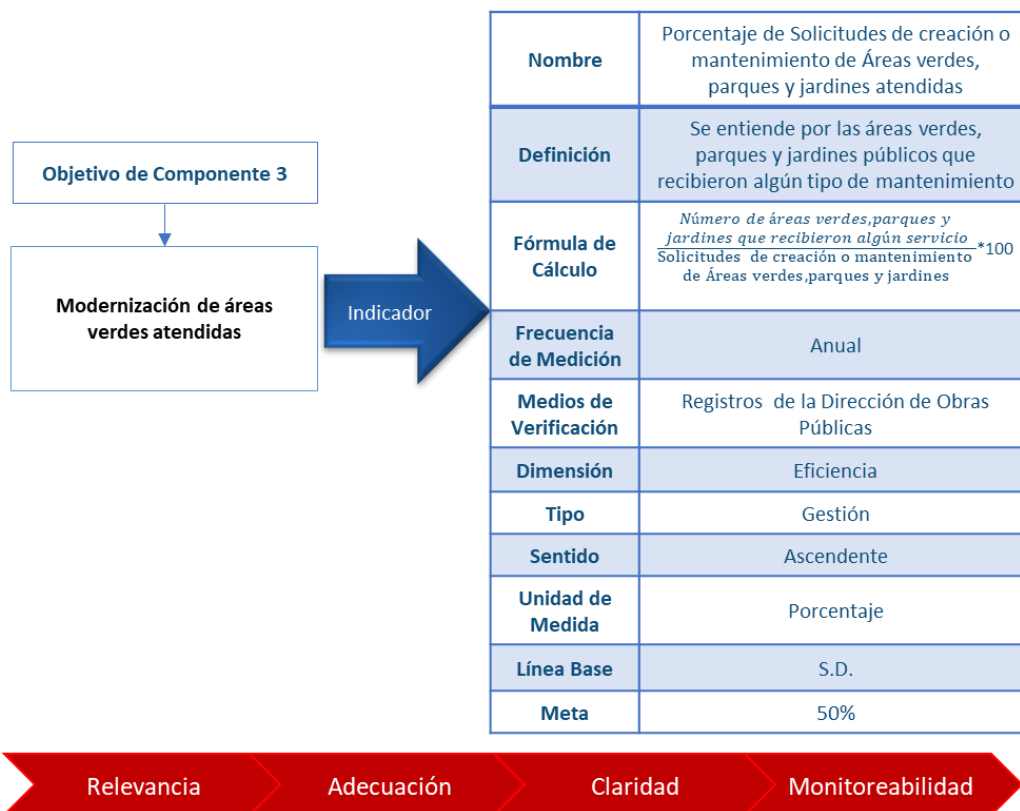 Objetivo de Componente 3
Modernización de áreas
verdes atendidas
Indicador
Nombre
Porcentaje de Solicitudes de creación o
mantenimiento de Áreas verdes,
parques y jardines atendidas
Definición
Se entiende por las áreas verdes,
parques y jardines públicos que
recibieron algún tipo de mantenimiento
Fórmula de
Cálculo
Número de áreas verdes,parques y
jardines que recibieron algún servicio
Solicitudes de creación o mantenimiento
de Áreas verdes,parques y jardines
*100
Frecuencia
de Medición
Anual
Medios de
Verificación
Registros de la Dirección de Obras
Públicas
Dimensión
Eficiencia
Tipo
Gestión
Sentido
Ascendente
Unidad de
Medida
Porcentaje
Línea Base
S.D.
Meta
50%
Relevancia
Adecuación
Claridad
Monitoreabilidad